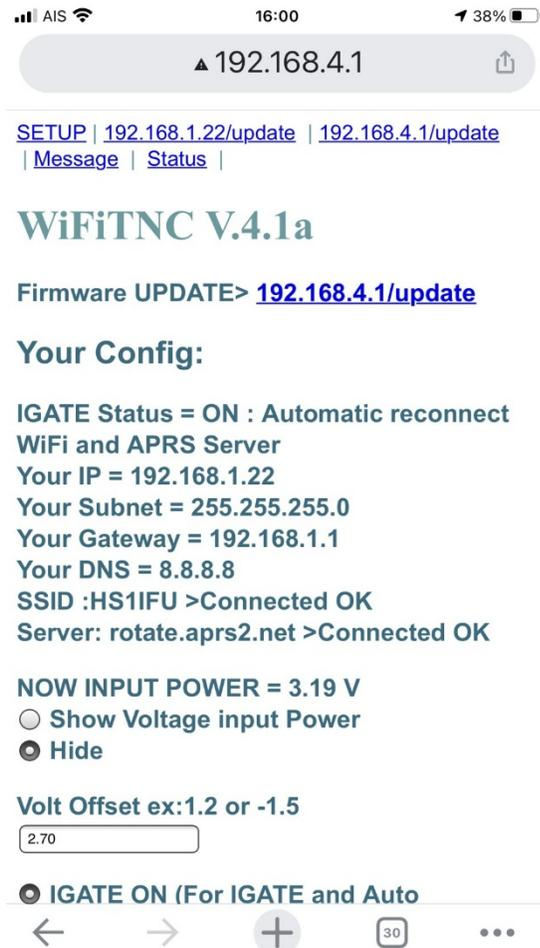 AIS 16:00 38%
192.168.4.1
SETUP | 192.168.1.22/update | 192.168.4.1/update
| Message | Status |
WiFiTNC V.4.1a
Firmware UPDATE> 192.168.4.1/update
Your Config:
IGATE Status = ON : Automatic reconnect
WiFi and APRS Server
Your IP = 192.168.1.22
Your Subnet = 255.255.255.0
Your Gateway = 192.168.1.1
Your DNS = 8.8.8.8
SSID :HS1IFU >Connected OK
Server: rotate.aprs2.net >Connected OK
NOW INPUT POWER = 3.19 V
Show Voltage input Power
Hide
Volt Offset ex:1.2 or -1.5
2.70
IGATE ON (For IGATE and Auto
30